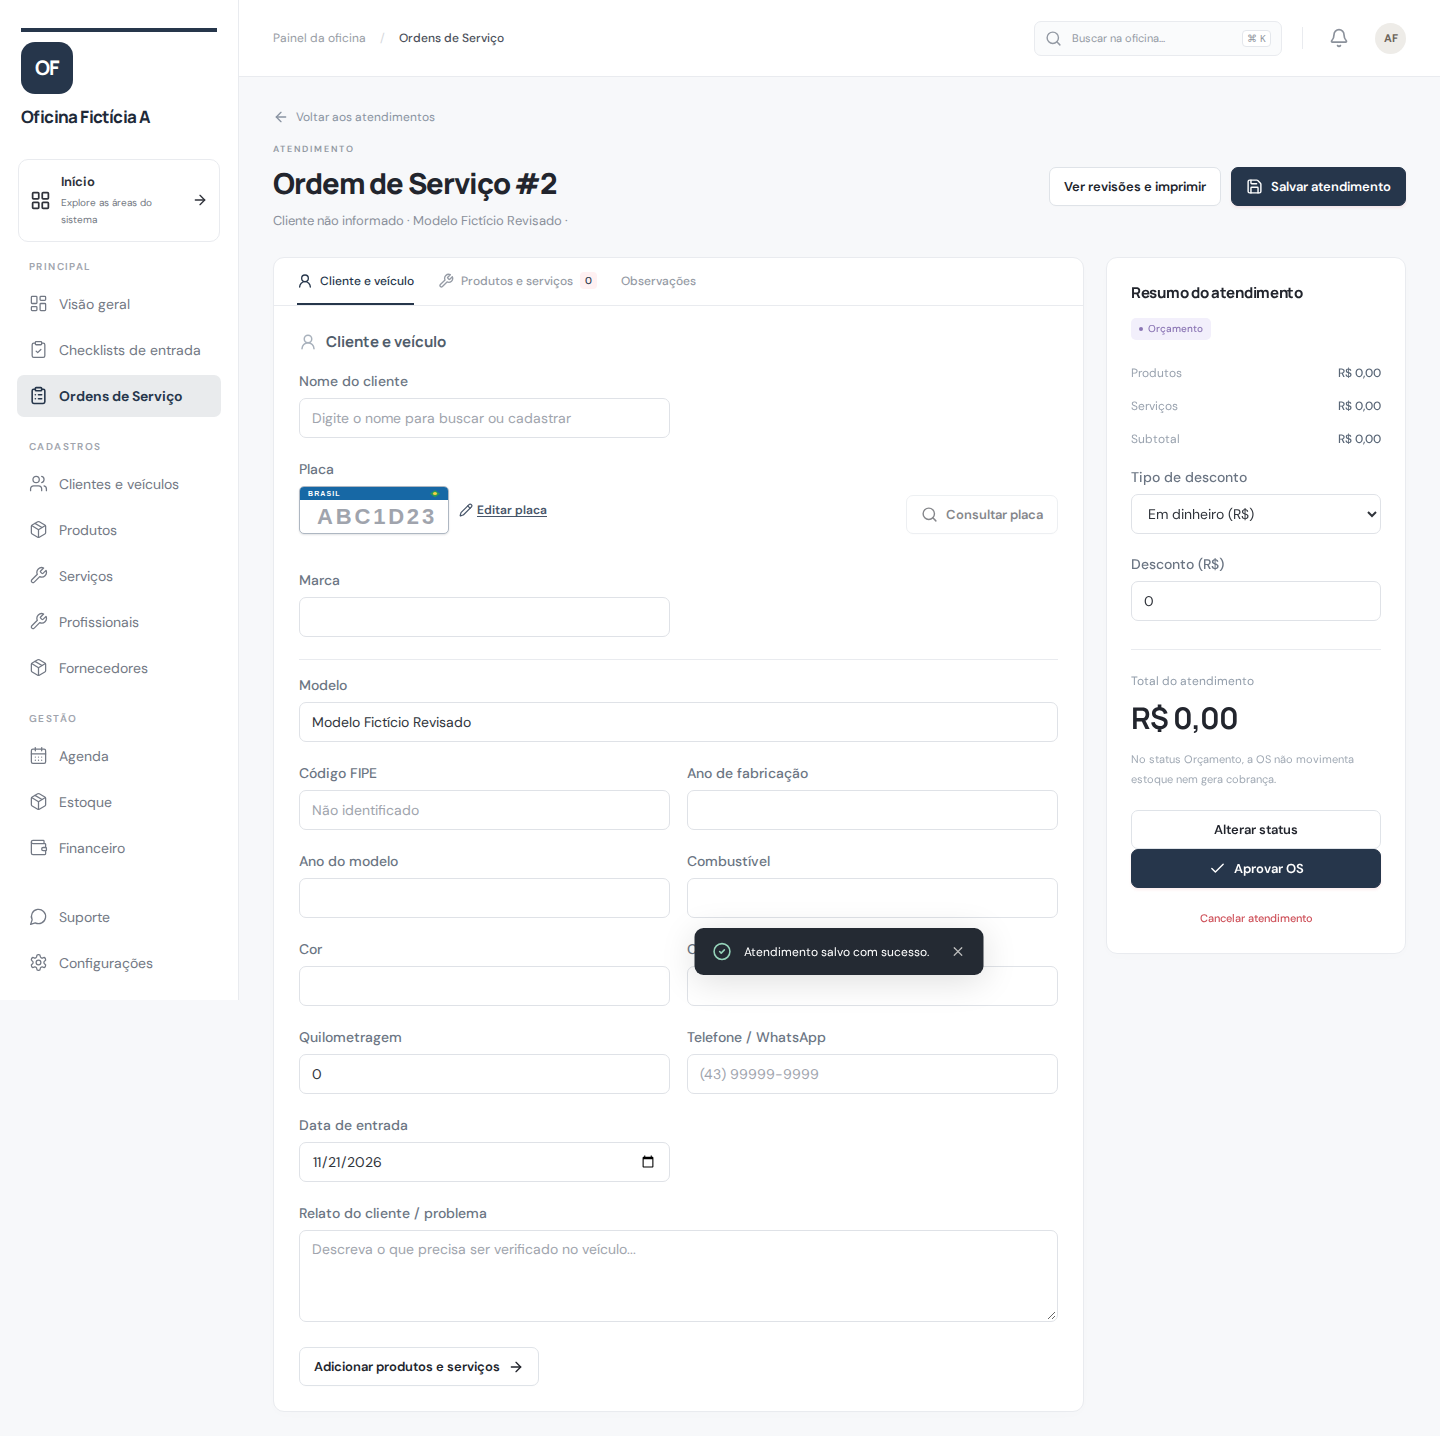 OF
Oficina Fictícia A
Início
Explore as áreas do
sistema
PRINCIPAL
Visão geral
Checklists de entrada
Ordens de Serviço
CADASTROS
Clientes e veículos
Produtos
Serviços
Profissionais
Fornecedores
GESTÃO
Agenda
Estoque
Financeiro
Suporte
Configurações
Painel da oficina / Ordens de Serviço
Buscar na oficina... ⌘ K
AF
Voltar aos atendimentos
ATENDIMENTO
Ordem de Serviço #2
Cliente não informado · Modelo Fictício Revisado ·
Ver revisões e imprimir
Salvar atendimento
Cliente e veículo
Produtos e serviços 0
Observações
Cliente e veículo
Nome do cliente
Digite o nome para buscar ou cadastrar
Placa
BRASIL
ABC1D23
Editar placa
Consultar placa
Marca
Modelo
Modelo Fictício Revisado
Código FIPE
Ano de fabricação
Não identificado
Ano do modelo
Combustível
Cor
Atendimento salvo com sucesso.
Quilometragem
Telefone / WhatsApp
0
(43) 99999-9999
Data de entrada
11/21/2026
Relato do cliente / problema
Descreva o que precisa ser verificado no veículo...
Adicionar produtos e serviços
Resumo do atendimento
Orçamento
Produtos R$ 0,00
Serviços R$ 0,00
Subtotal R$ 0,00
Tipo de desconto
Em dinheiro (R$)
Desconto (R$)
0
Total do atendimento
R$ 0,00
No status Orçamento, a OS não movimenta
estoque nem gera cobrança.
Alterar status
Aprovar OS
Cancelar atendimento